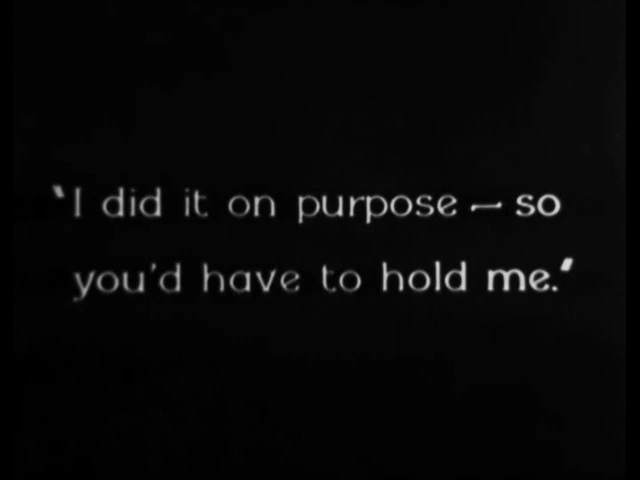 "I did it on purpose — so
you'd have to hold me."